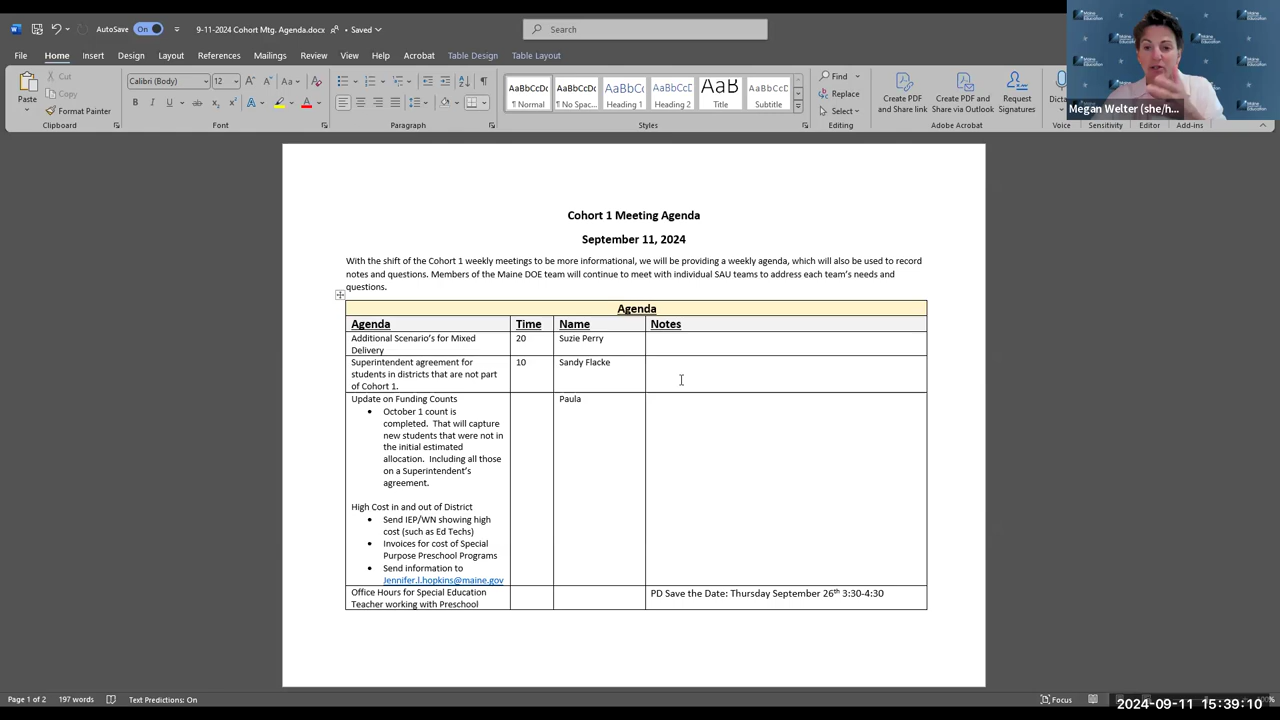 AutoSave On 9-11-2024 Cohort Mtg. Agenda.docx Saved Search
File Home Insert Design Layout References Mailings Review View Help Acrobat Table Design Table Layout
Paste Cut Copy Format Painter
Calibri (Body) 12
¶ Normal ¶ No Spac... Heading 1 Heading 2 Title Subtitle
Find Replace Select
Create PDF and Share link Create PDF and Share via Outlook Request Signatures
Clipboard Font Paragraph Styles Editing Adobe Acrobat Voice Sensitivity Editor Add-ins
Megan Welter (she/h...
Cohort 1 Meeting Agenda
September 11, 2024
With the shift of the Cohort 1 weekly meetings to be more informational, we will be providing a weekly agenda, which will also be used to record
notes and questions. Members of the Maine DOE team will continue to meet with individual SAU teams to address each team's needs and
questions.
Agenda
Agenda Time Name Notes
Additional Scenario's for Mixed 20 Suzie Perry
Delivery
Superintendent agreement for 10 Sandy Flacke
students in districts that are not part
of Cohort 1.
Update on Funding Counts Paula
• October 1 count is
completed. That will capture
new students that were not in
the initial estimated
allocation. Including all those
on a Superintendent's
agreement.
High Cost in and out of District
• Send IEP/WN showing high
cost (such as Ed Techs)
• Invoices for cost of Special
Purpose Preschool Programs
• Send information to
Jennifer.l.hopkins@maine.gov
Office Hours for Special Education PD Save the Date: Thursday September 26th 3:30-4:30
Teacher working with Preschool
Page 1 of 2 197 words Text Predictions: On Focus
2024-09-11 15:39:10